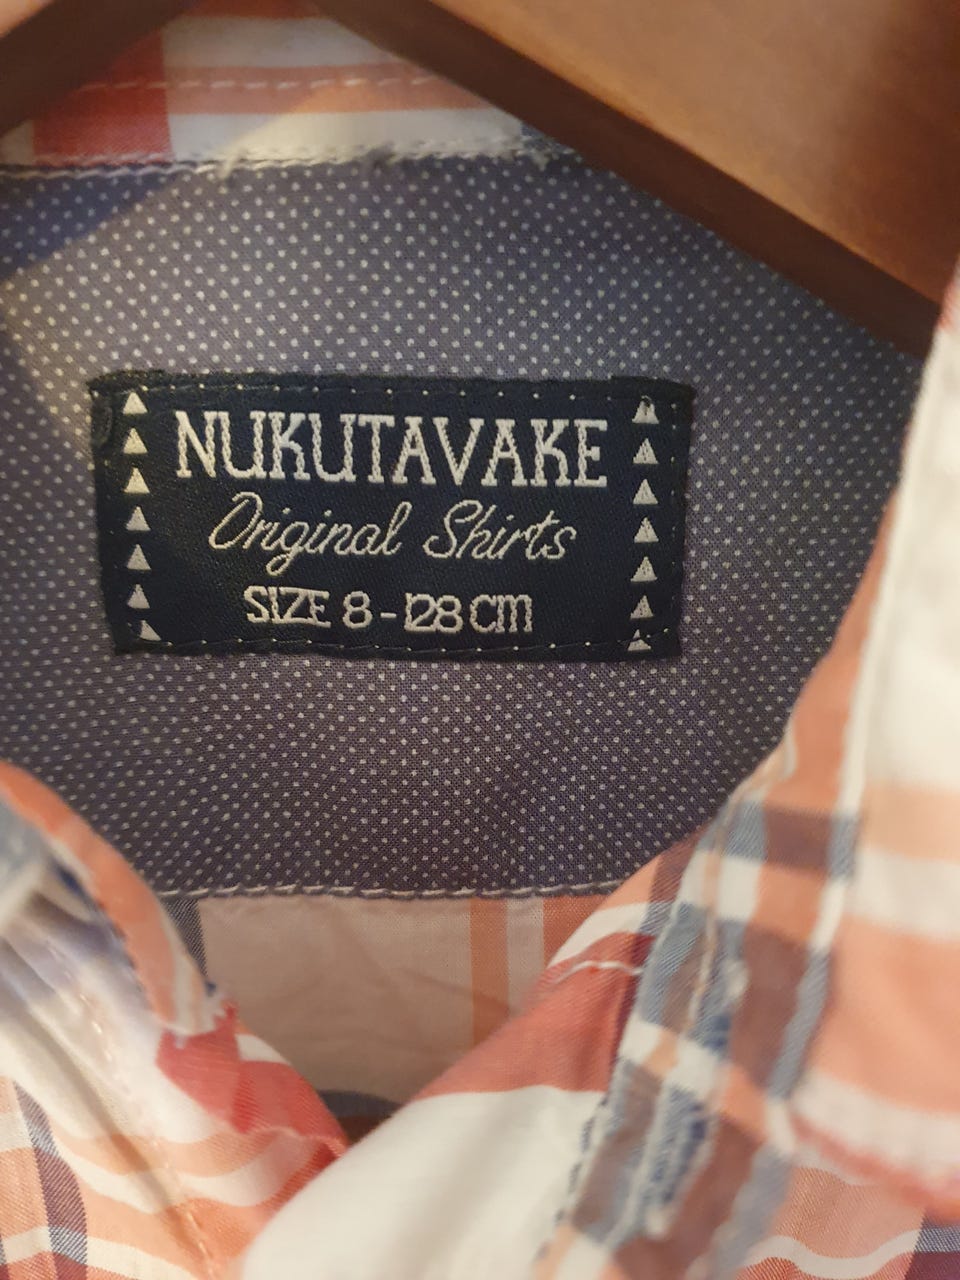 NUKUTAVAKE
Original Shirts
SIZE 8-128 cm